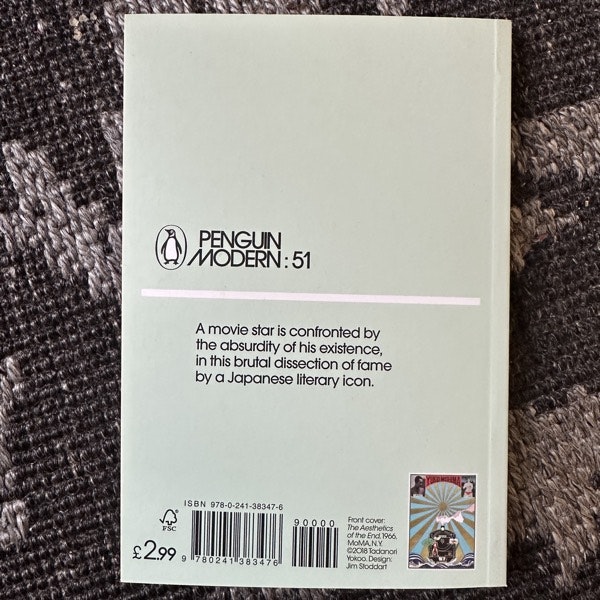 PENGUIN
MODERN : 51
A movie star is confronted by
the absurdity of his existence,
in this brutal dissection of fame
by a Japanese literary icon.
ISBN 978-0-241-38347-6
90000
FSC
£2.99
9 780241 383476
Front cover:
The Aesthetics
of the End, 1966.
MoMA, N.Y.
©2018 Tadanori
Yokoo. Design:
Jim Stoddart